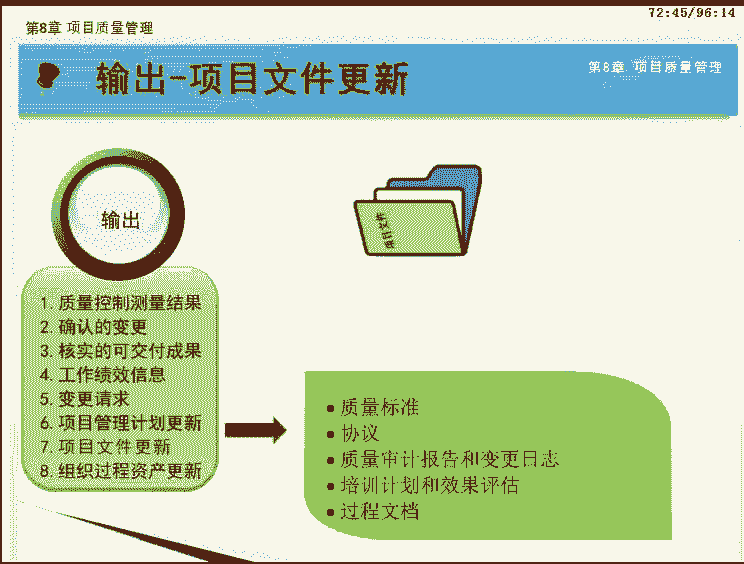 72:45/96:14
第8章 项目质量管理
输出-项目文件更新
第8章 项目质量管理
输出
项目文件
1. 质量控制测量结果
2. 确认的变更
3. 核实的可交付成果
4. 工作绩效信息
5. 变更请求
6. 项目管理计划更新
7. 项目文件更新
8. 组织过程资产更新
• 质量标准
• 协议
• 质量审计报告和变更日志
• 培训计划和效果评估
• 过程文档